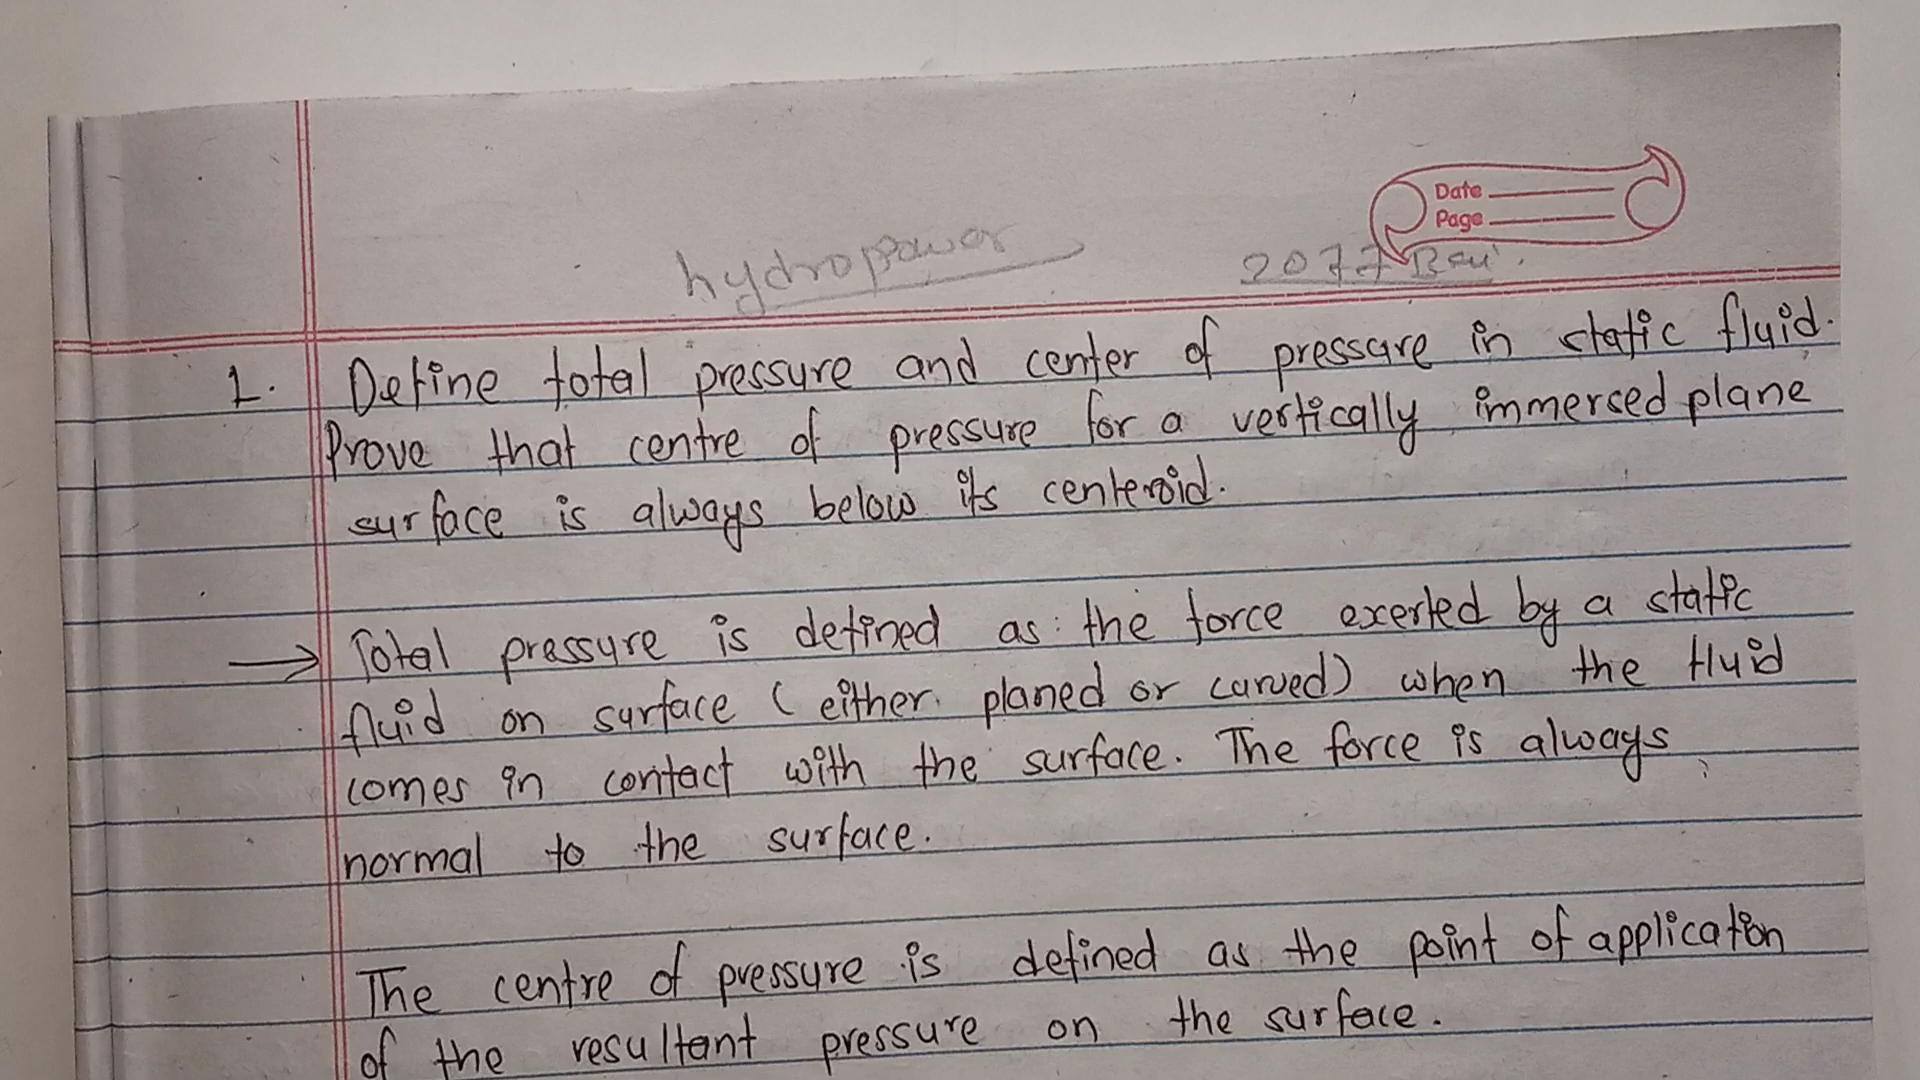 Date
Page
hydropower 2077
1. Define total pressure and center of pressure in static fluid.
Prove that centre of pressure for a vertically immersed plane
surface is always below its centeroid.
→ Total pressure is defined as the force exerted by a static
fluid on surface (either planed or curved) when the fluid
comes in contact with the surface. The force is always
normal to the surface.
The centre of pressure is defined as the point of application
of the resultant pressure on the surface.